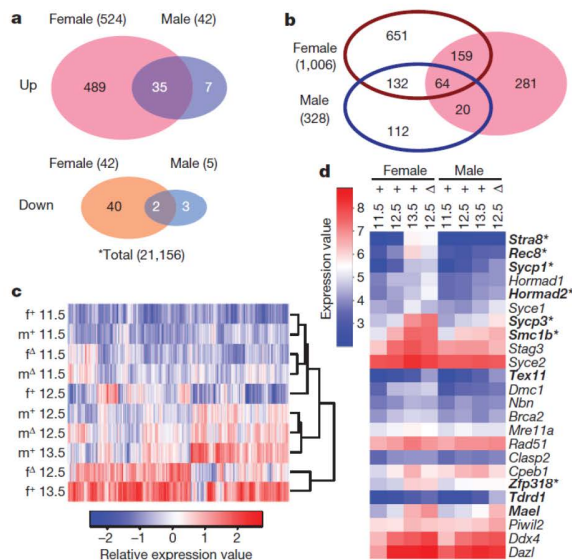 a
Female (524)
Male (42)
Up
489
35
7
Female (42)
Male (5)
Down
40
2
3
*Total (21,156)
b
Female
(1,006)
651
159
132
64
281
20
Male
(328)
112
c
f⁺ 11.5
m⁺ 11.5
fᐞ 11.5
mᐞ 11.5
f⁺ 12.5
m⁺ 12.5
mᐞ 12.5
m⁺ 13.5
fᐞ 12.5
f⁺ 13.5
−2 −1 0 1 2
Relative expression value
d
Female Male
+ + + Δ + + + Δ
11.5 12.5 13.5 12.5 11.5 12.5 13.5 12.5
Expression value
9
8
7
6
5
4
3
Stra8*
Rec8*
Sycp1*
Hormad1
Hormad2*
Syce1
Sycp3*
Smc1b*
Stag3
Syce2
Tex11
Dmc1
Nbn
Brca2
Mre11a
Rad51
Clasp2
Cpeb1
Zfp318*
Tdrd1
Mael
Piwil2
Ddx4
Dazl